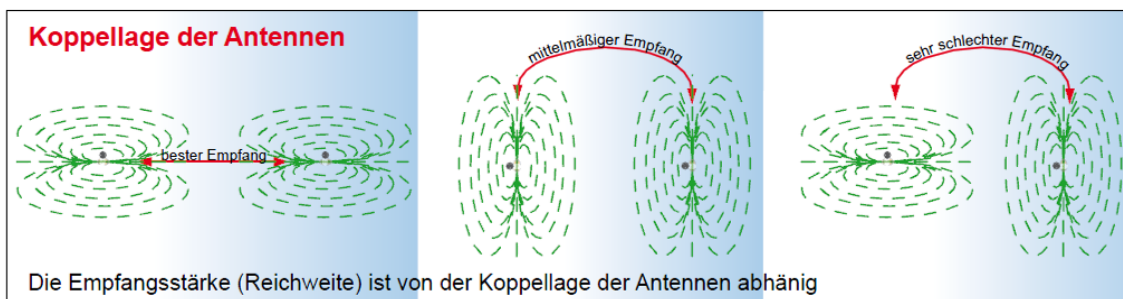 Koppellage der Antennen
bester Empfang
mittelmäßiger Empfang
sehr schlechter Empfang
Die Empfangsstärke (Reichweite) ist von der Koppellage der Antennen abhänig